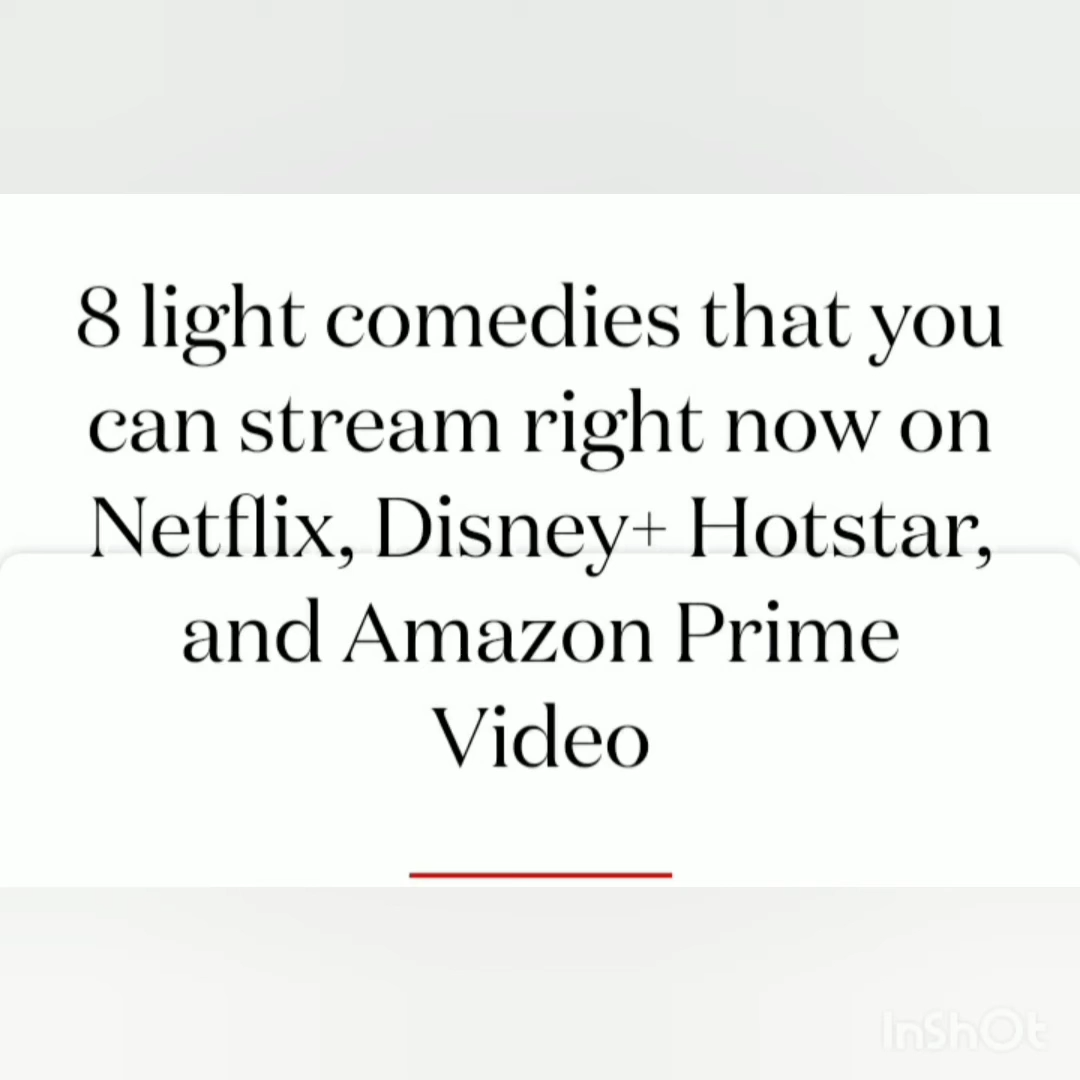 8 light comedies that you
can stream right now on
Netflix, Disney+ Hotstar,
and Amazon Prime
Video
InShOt